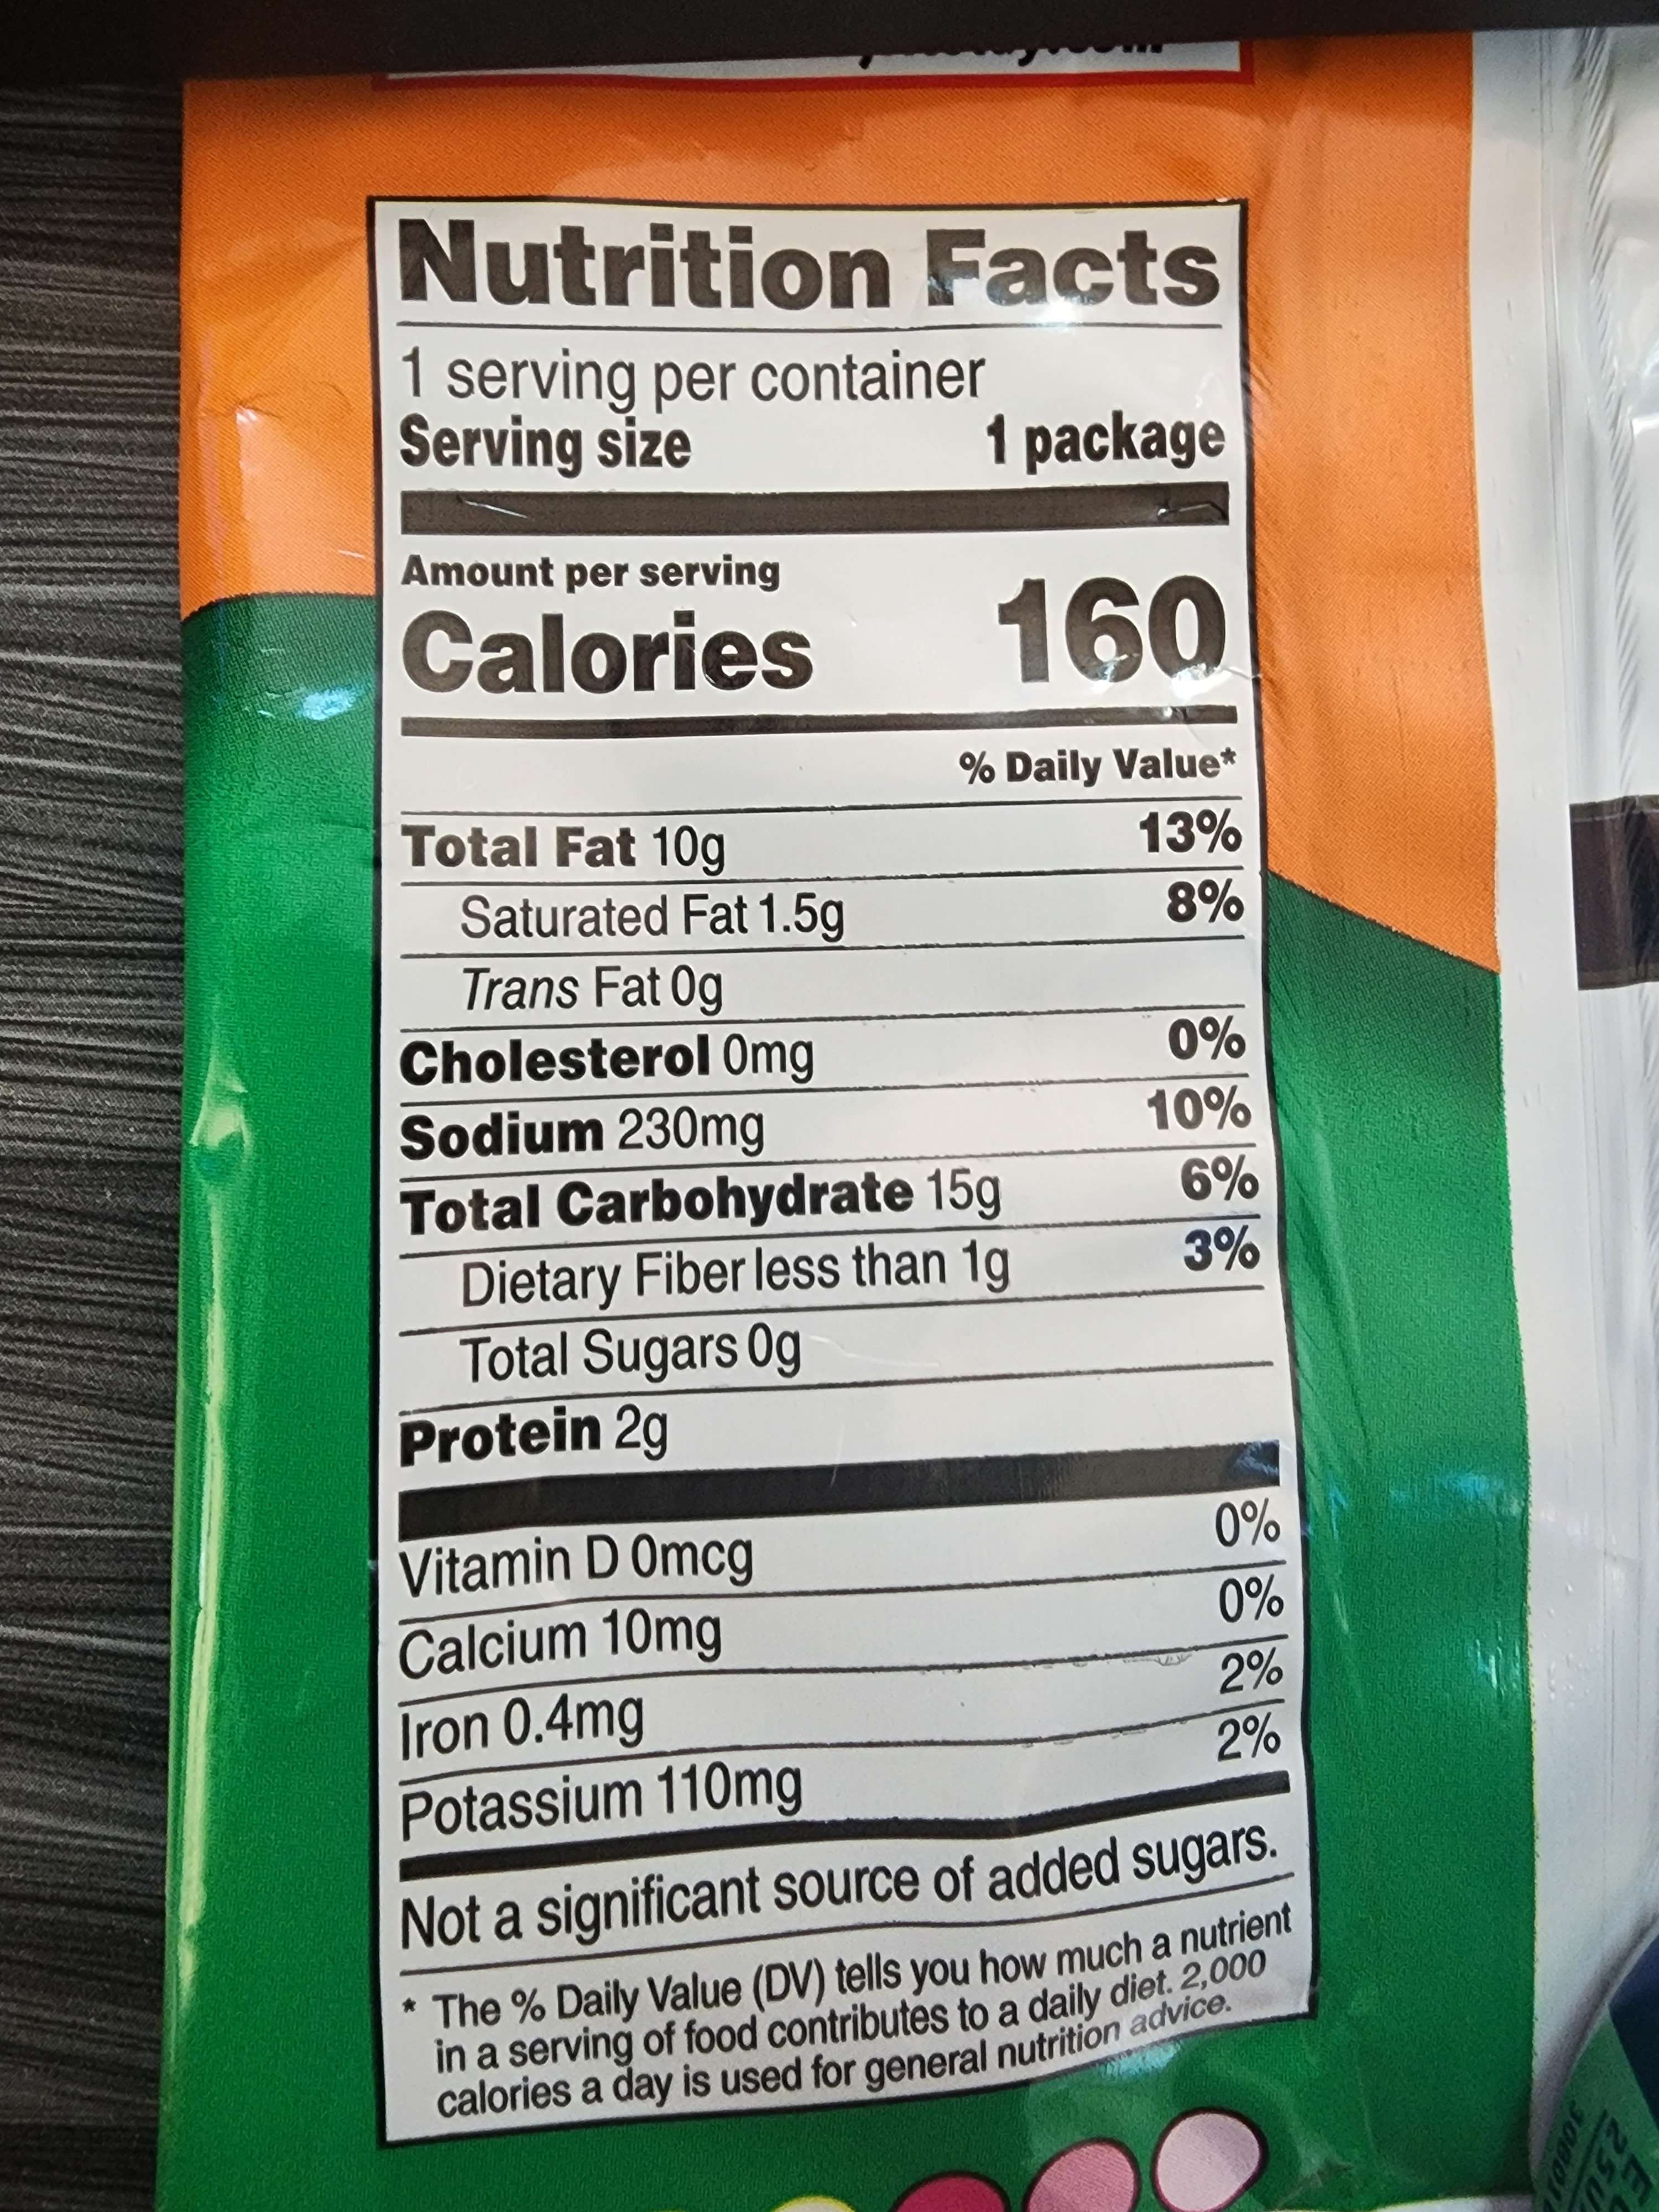 Nutrition Facts
1 serving per container
Serving size 1 package
Amount per serving
Calories 160
% Daily Value*
Total Fat 10g 13%
Saturated Fat 1.5g 8%
Trans Fat 0g
Cholesterol 0mg 0%
Sodium 230mg 10%
Total Carbohydrate 15g 6%
Dietary Fiber less than 1g 3%
Total Sugars 0g
Protein 2g
Vitamin D 0mcg 0%
Calcium 10mg 0%
Iron 0.4mg 2%
Potassium 110mg 2%
Not a significant source of added sugars.
* The % Daily Value (DV) tells you how much a nutrient
in a serving of food contributes to a daily diet. 2,000
calories a day is used for general nutrition advice.